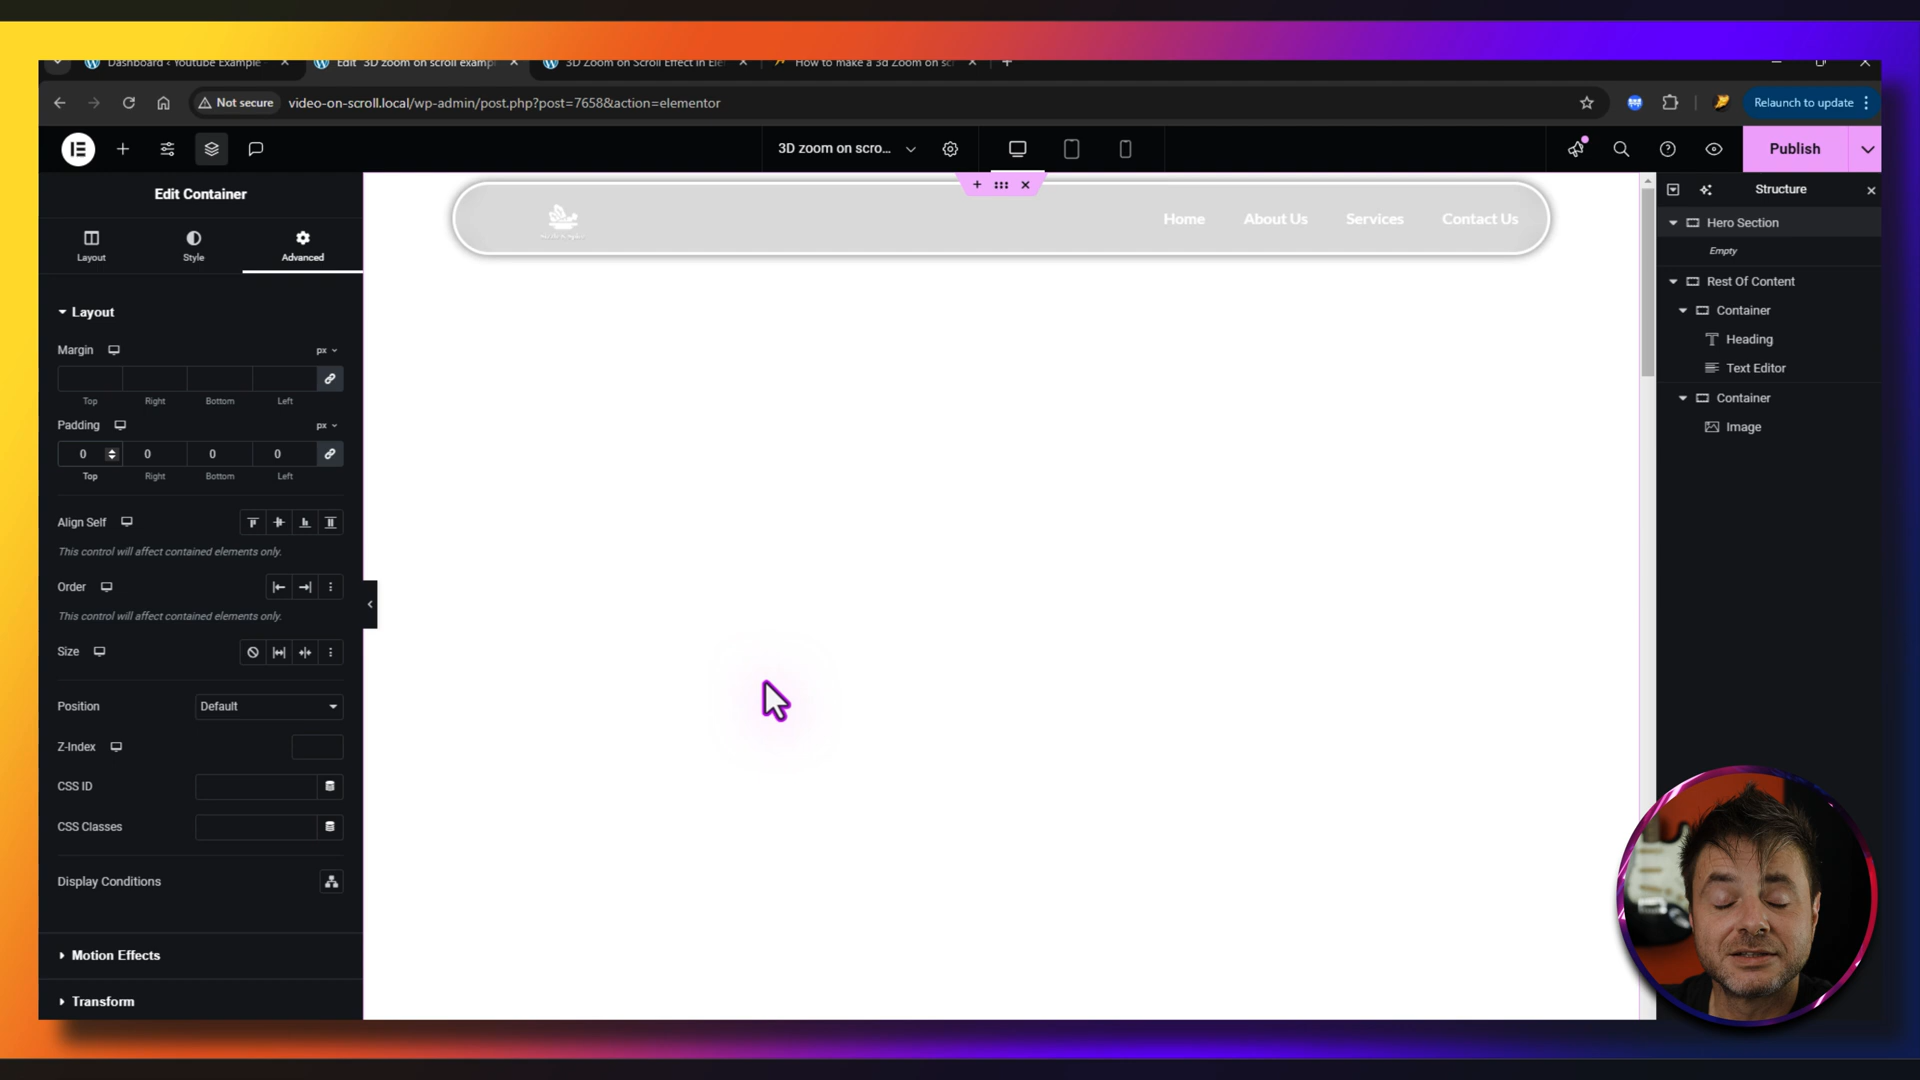 Dashboard ‹ Youtube Example
Edit "3D zoom on scroll examp
3D Zoom on Scroll Effect in Ele
How to make a 3d Zoom on sc
Not secure
video-on-scroll.local/wp-admin/post.php?post=7658&action=elementor
Relaunch to update
3D zoom on scro...
Publish
Edit Container
Layout
Style
Advanced
Layout
Margin
px
Top
Right
Bottom
Left
Padding
px
0
0
0
0
Top
Right
Bottom
Left
Align Self
This control will affect contained elements only.
Order
This control will affect contained elements only.
Size
Position
Default
Z-Index
CSS ID
CSS Classes
Display Conditions
Motion Effects
Transform
Home
About Us
Services
Contact Us
Structure
Hero Section
Empty
Rest Of Content
Container
Heading
Text Editor
Container
Image